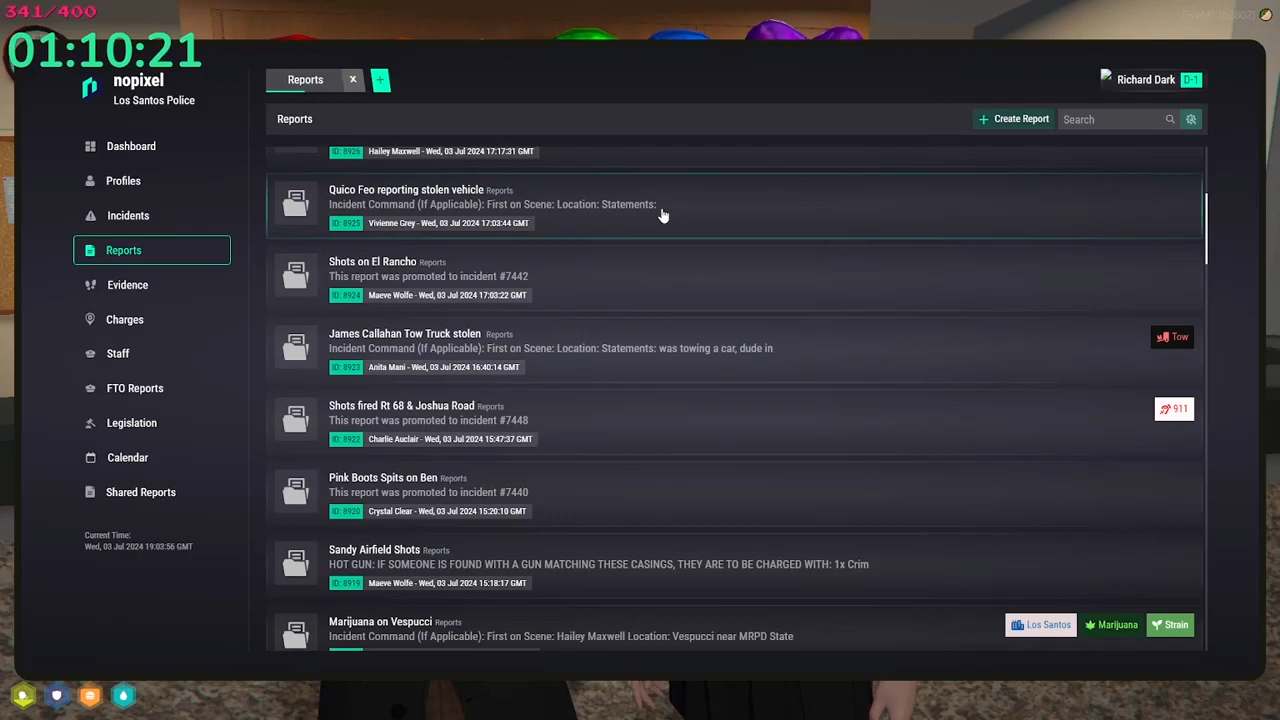 341/400
01:10:21
nopixel
Los Santos Police
Reports
x
+
Richard Dark D-1
Reports
+ Create Report
Search
Dashboard
Profiles
Incidents
Reports
Evidence
Charges
Staff
FTO Reports
Legislation
Calendar
Shared Reports
Current Time:
Wed, 03 Jul 2024 19:03:56 GMT
ID: 8926 Hailey Maxwell - Wed, 03 Jul 2024 17:17:31 GMT
Quico Feo reporting stolen vehicle Reports
Incident Command (If Applicable): First on Scene: Location: Statements:
ID: 8925 Vivienne Grey - Wed, 03 Jul 2024 17:03:44 GMT
Shots on El Rancho Reports
This report was promoted to incident #7442
ID: 8924 Maeve Wolfe - Wed, 03 Jul 2024 17:03:22 GMT
James Callahan Tow Truck stolen Reports
Incident Command (If Applicable): First on Scene: Location: Statements: was towing a car, dude in
ID: 8923 Anita Mani - Wed, 03 Jul 2024 16:40:14 GMT
Tow
Shots fired Rt 68 & Joshua Road Reports
This report was promoted to incident #7448
ID: 8922 Charlie Auclair - Wed, 03 Jul 2024 15:47:37 GMT
911
Pink Boots Spits on Ben Reports
This report was promoted to incident #7440
ID: 8920 Crystal Clear - Wed, 03 Jul 2024 15:20:10 GMT
Sandy Airfield Shots Reports
HOT GUN: IF SOMEONE IS FOUND WITH A GUN MATCHING THESE CASINGS, THEY ARE TO BE CHARGED WITH: 1x Crim
ID: 8919 Maeve Wolfe - Wed, 03 Jul 2024 15:18:17 GMT
Marijuana on Vespucci Reports
Incident Command (If Applicable): First on Scene: Hailey Maxwell Location: Vespucci near MRPD State
Los Santos Marijuana Strain